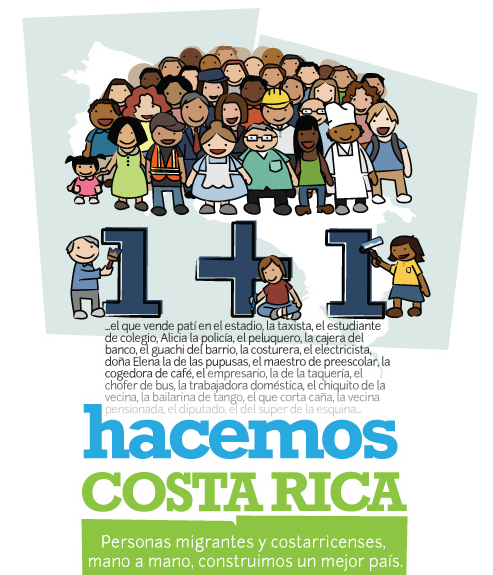 1+1
...el que vende patí en el estadio, la taxista, el estudiante
de colegio, Alicia la policía, el peluquero, la cajera del
banco, el guachi del barrio, la costurera, el electricista,
doña Elena la de las pupusas, el maestro de preescolar, la
cogedora de café, el empresario, la de la taquería, el
chofer de bus, la trabajadora doméstica, el chiquito de la
vecina, la bailarina de tango, el que corta caña, la vecina
pensionada, el diputado, el del super de la esquina...
hacemos
COSTA RICA
Personas migrantes y costarricenses,
mano a mano, construimos un mejor país.